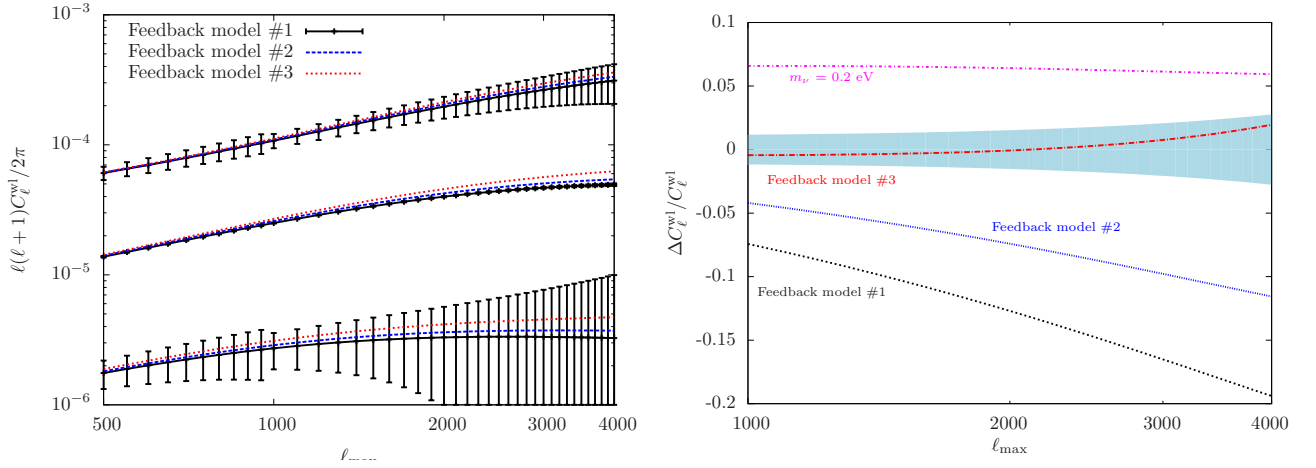 10⁻³
Feedback model #1
Feedback model #2
Feedback model #3
10⁻⁴
10⁻⁵
10⁻⁶
ℓ(ℓ + 1)C_ℓ^wl/2π
500 1000 2000 3000 4000
ℓmax
0.1
0.05
0
-0.05
-0.1
-0.15
-0.2
ΔC_ℓ^wl/C_ℓ^wl
m_ν = 0.2 eV
Feedback model #3
Feedback model #2
Feedback model #1
1000 2000 3000 4000
ℓmax